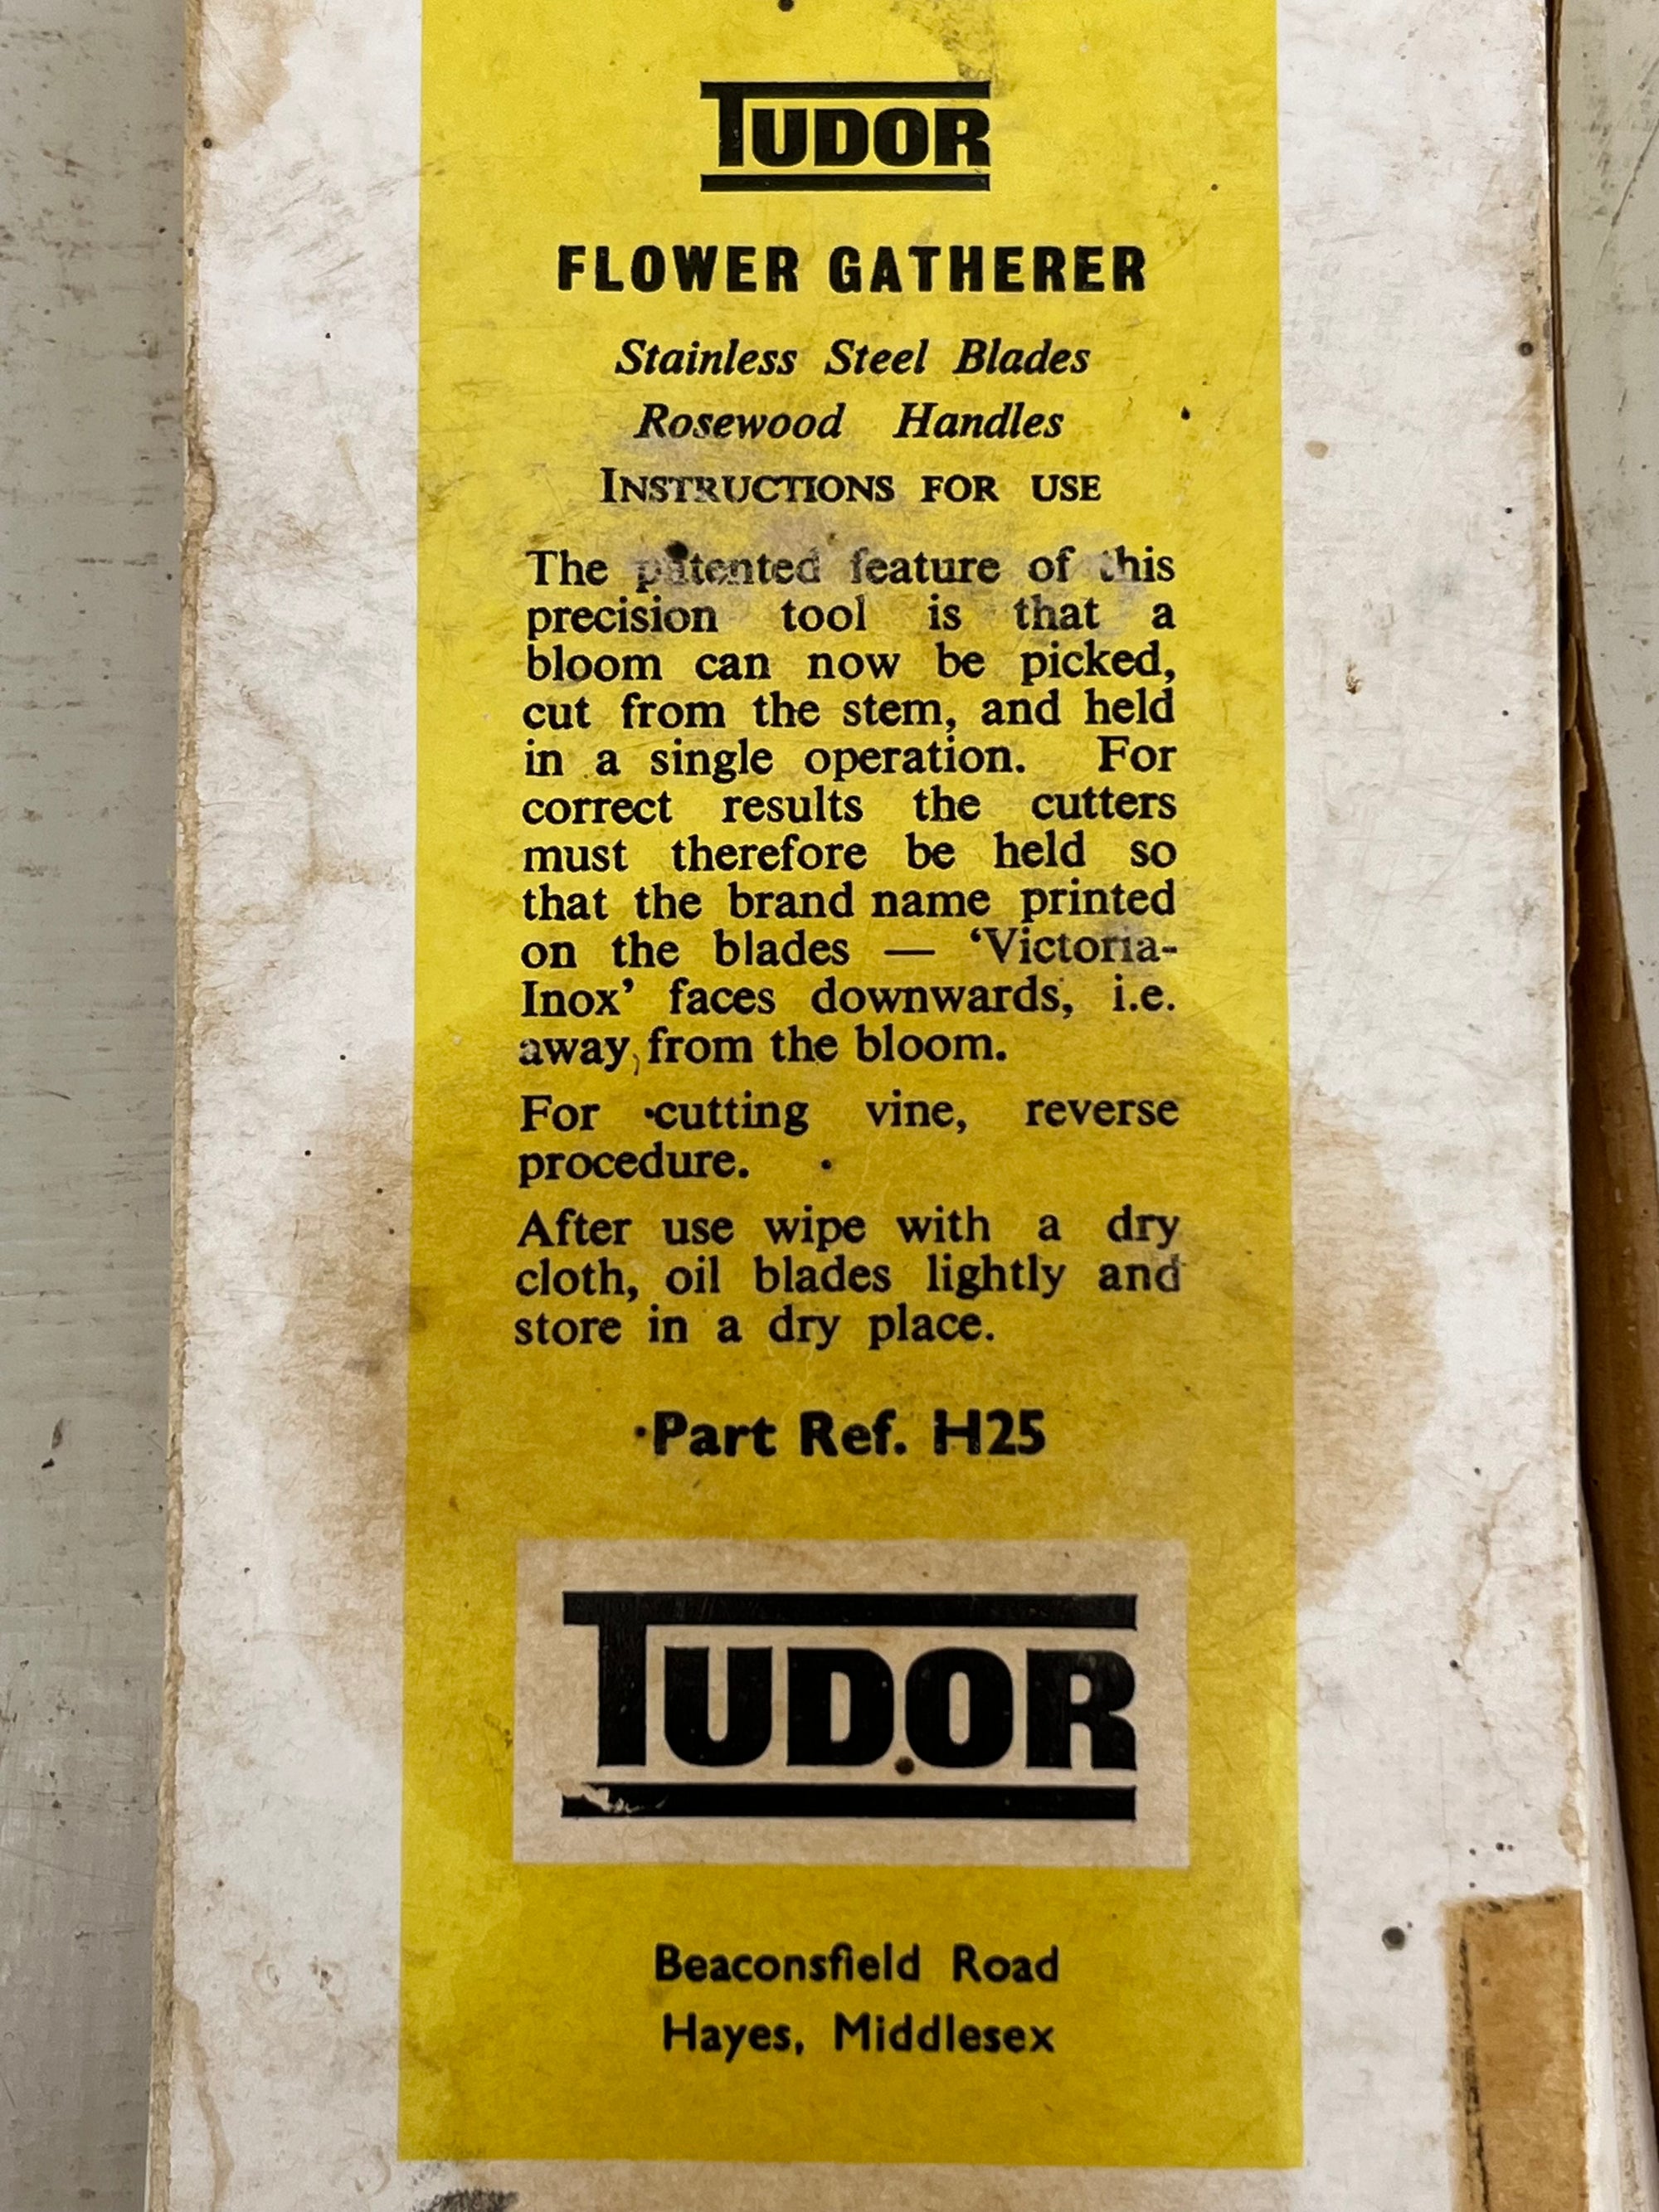 TUDOR
FLOWER GATHERER
Stainless Steel Blades
Rosewood Handles
INSTRUCTIONS FOR USE
The patented feature of this
precision tool is that a
bloom can now be picked,
cut from the stem, and held
in a single operation. For
correct results the cutters
must therefore be held so
that the brand name printed
on the blades — ‘Victoria-
Inox’ faces downwards, i.e.
away from the bloom.
For cutting vine, reverse
procedure.
After use wipe with a dry
cloth, oil blades lightly and
store in a dry place.
Part Ref. H25
TUDOR
Beaconsfield Road
Hayes, Middlesex